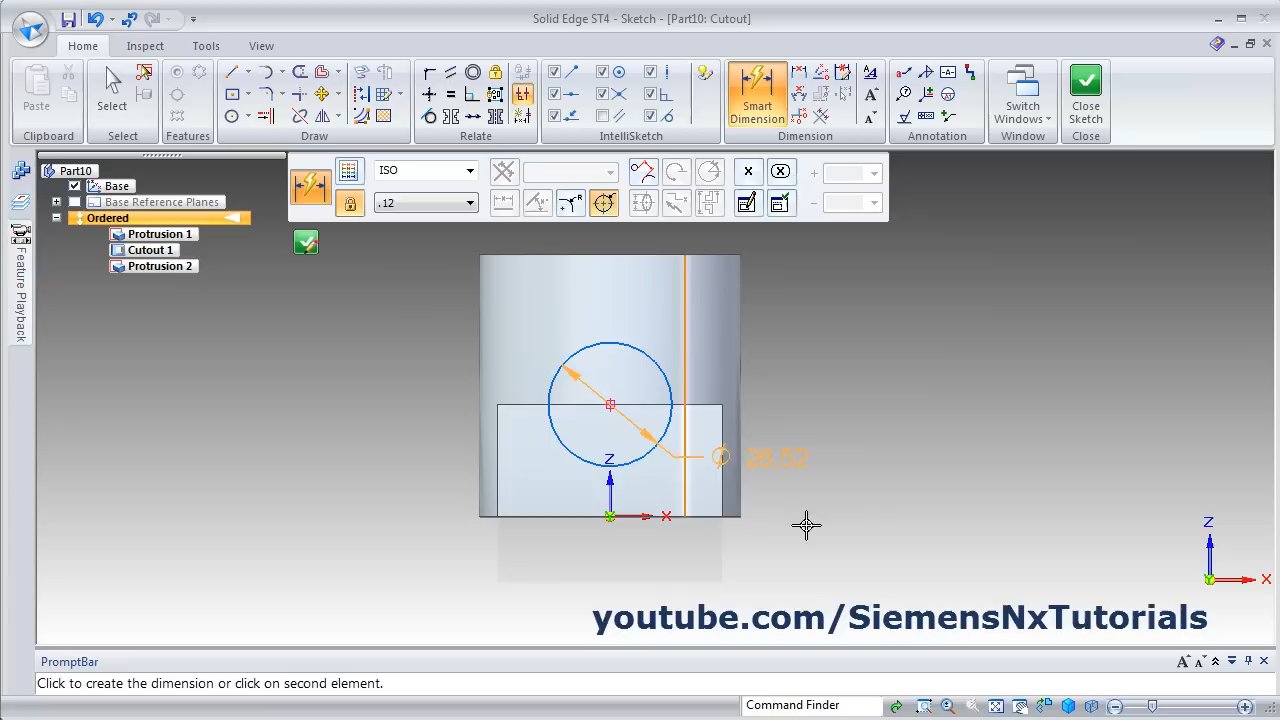 Solid Edge ST4 - Sketch - [Part10: Cutout]
Home Inspect Tools View
Paste Select Smart Dimension Switch Windows Close Sketch
Clipboard Select Features Draw Relate IntelliSketch Dimension Annotation Window Close
Part10
Base
Base Reference Planes
Ordered
Protrusion 1
Cutout 1
Protrusion 2
Feature Playback
ISO
.12
Ø 28,52
Z
X
Z
X
youtube.com/SiemensNxTutorials
PromptBar
Click to create the dimension or click on second element.
Command Finder